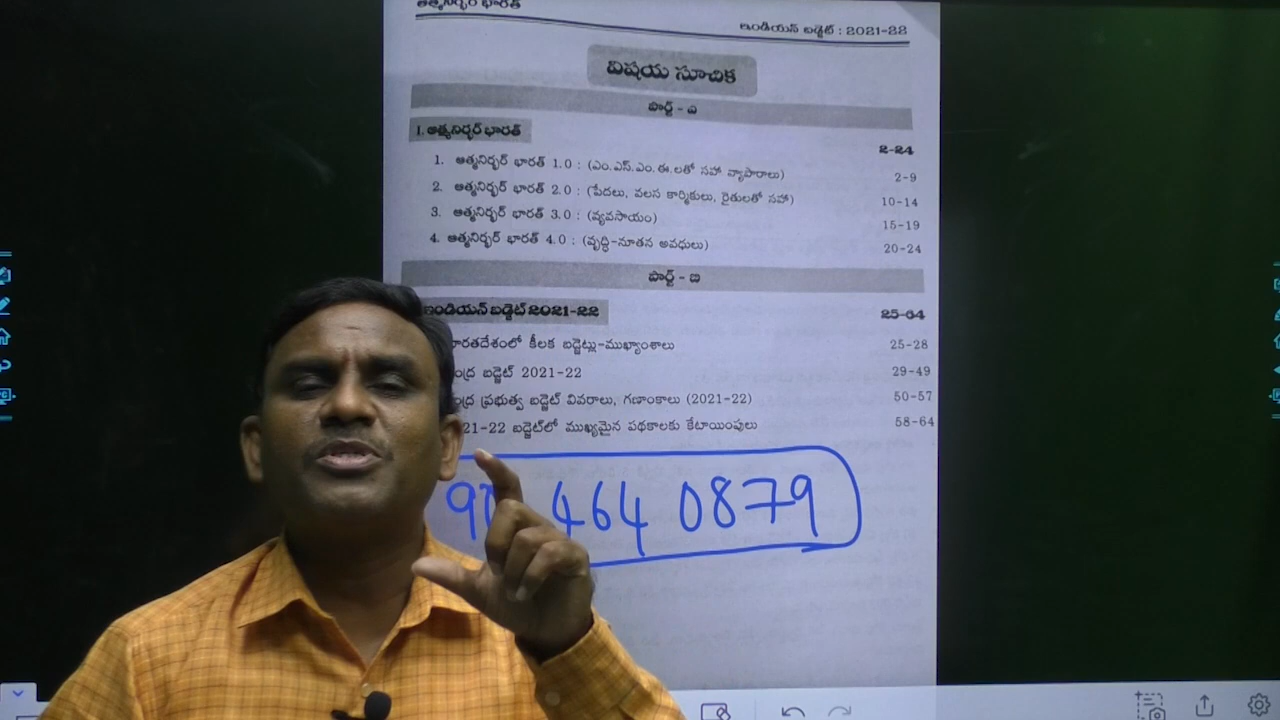 ఆత్మనిర్భర్ భారత్
ఇండియన్ బడ్జెట్ : 2021-22
విషయ సూచిక
పార్ట్ - ఎ
I. ఆత్మనిర్భర్ భారత్ 2-24
1. ఆత్మనిర్భర్ భారత్ 1.0 : (ఎం.ఎస్.ఎం.ఈ.లతో సహా వ్యాపారాలు) 2-9
2. ఆత్మనిర్భర్ భారత్ 2.0 : (పేదలు, వలస కార్మికులు, రైతులతో సహా) 10-14
3. ఆత్మనిర్భర్ భారత్ 3.0 : (వ్యవసాయం) 15-19
4. ఆత్మనిర్భర్ భారత్ 4.0 : (వృద్ధి-నూతన అవధులు) 20-24
పార్ట్ - బి
ఇండియన్ బడ్జెట్ 2021-22 25-64
కీలక బడ్జెట్లు-ముఖ్యాంశాలు 25-28
బడ్జెట్ 2021-22 29-49
ప్రభుత్వ బడ్జెట్ వివరాలు, గణాంకాలు (2021-22) 50-57
21-22 బడ్జెట్‌లో ముఖ్యమైన పథకాలకు కేటాయింపులు 58-64
464 0879